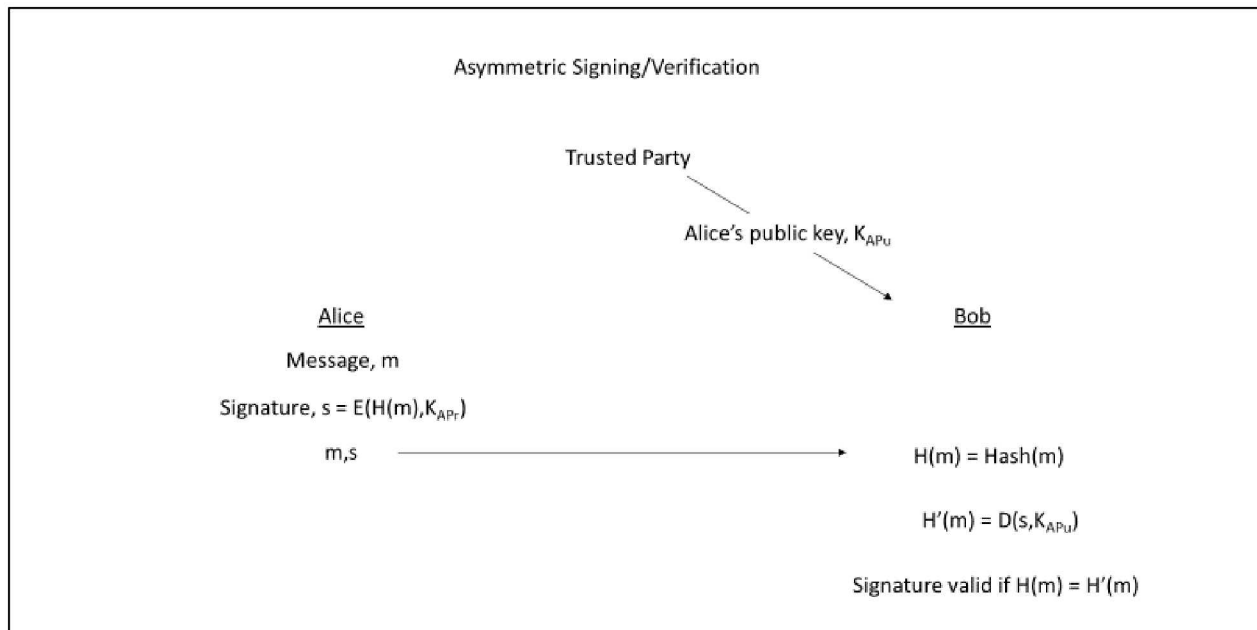 Asymmetric Signing/Verification
Trusted Party
Alice’s public key, K_APu
Alice
Bob
Message, m
Signature, s = E(H(m),K_APr)
m,s
H(m) = Hash(m)
H’(m) = D(s,K_APu)
Signature valid if H(m) = H’(m)